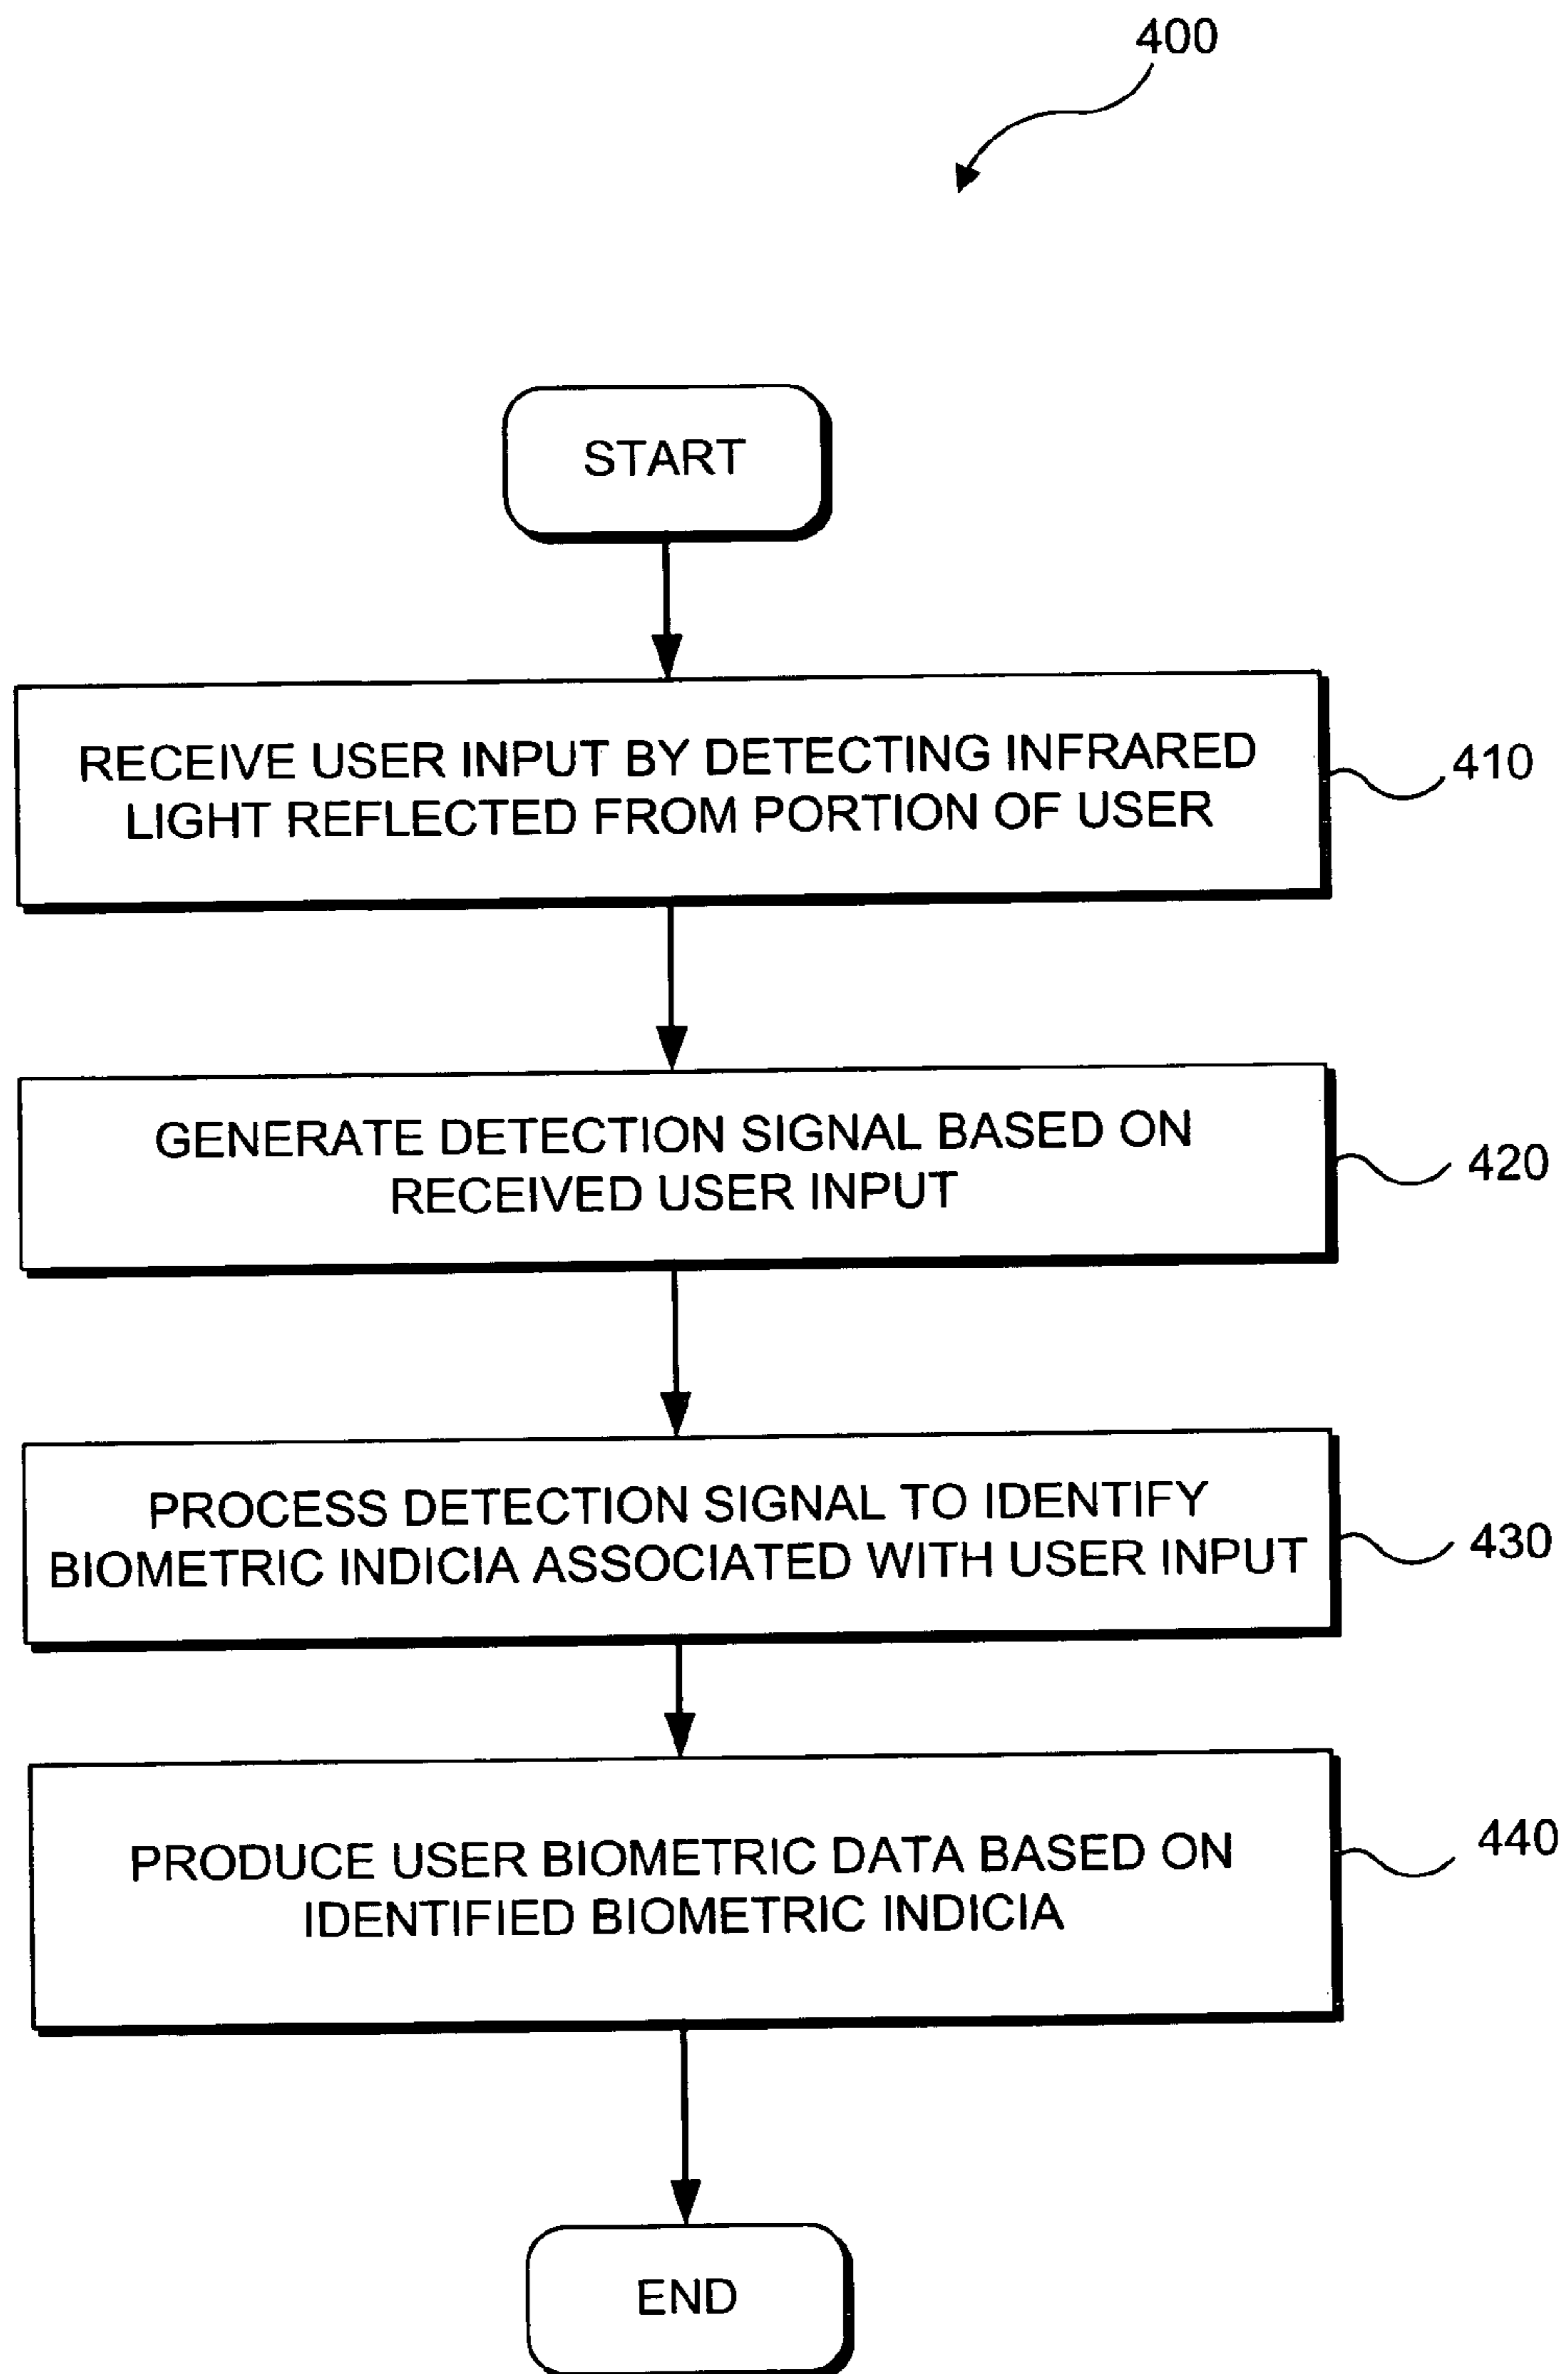 400
START
RECEIVE USER INPUT BY DETECTING INFRARED
LIGHT REFLECTED FROM PORTION OF USER
410
GENERATE DETECTION SIGNAL BASED ON
RECEIVED USER INPUT
420
PROCESS DETECTION SIGNAL TO IDENTIFY
BIOMETRIC INDICIA ASSOCIATED WITH USER INPUT
430
PRODUCE USER BIOMETRIC DATA BASED ON
IDENTIFIED BIOMETRIC INDICIA
440
END